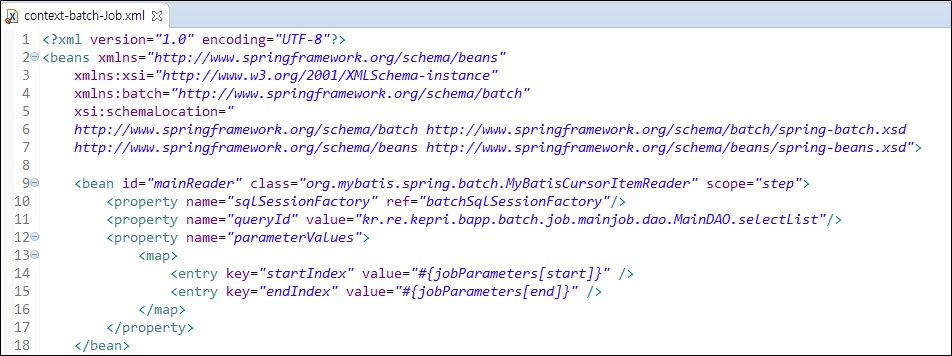 context-batch-Job.xml
1 <?xml version="1.0" encoding="UTF-8"?>
2 <beans xmlns="http://www.springframework.org/schema/beans"
3 xmlns:xsi="http://www.w3.org/2001/XMLSchema-instance"
4 xmlns:batch="http://www.springframework.org/schema/batch"
5 xsi:schemaLocation="
6 http://www.springframework.org/schema/batch http://www.springframework.org/schema/batch/spring-batch.xsd
7 http://www.springframework.org/schema/beans http://www.springframework.org/schema/beans/spring-beans.xsd">
8
9 <bean id="mainReader" class="org.mybatis.spring.batch.MyBatisCursorItemReader" scope="step">
10 <property name="sqlSessionFactory" ref="batchSqlSessionFactory"/>
11 <property name="queryId" value="kr.re.kepri.bapp.batch.job.mainjob.dao.MainDAO.selectList"/>
12 <property name="parameterValues">
13 <map>
14 <entry key="startIndex" value="#{jobParameters[start]}" />
15 <entry key="endIndex" value="#{jobParameters[end]}" />
16 </map>
17 </property>
18 </bean>